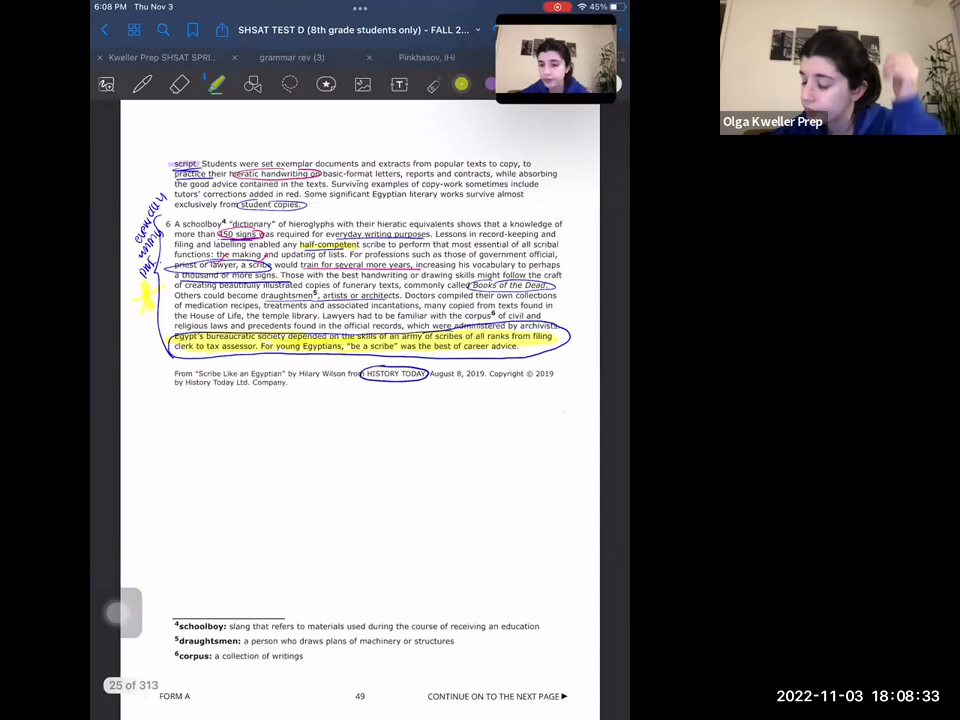 6:08 PM Thu Nov 3
45%
SHSAT TEST D (8th grade students only) - FALL 2...
Kweller Prep SHSAT SPRI...
grammar rev (3)
Pinkhasov, IHI
Olga Kweller Prep
script. Students were set exemplar documents and extracts from popular texts to copy, to
practice their hieratic handwriting on basic-format letters, reports and contracts, while absorbing
the good advice contained in the texts. Surviving examples of copy-work sometimes include
tutors' corrections added in red. Some significant Egyptian literary works survive almost
exclusively from student copies.
6 A schoolboy4 "dictionary" of hieroglyphs with their hieratic equivalents shows that a knowledge of
more than 450 signs was required for everyday writing purposes. Lessons in record-keeping and
filing and labelling enabled any half-competent scribe to perform that most essential of all scribal
functions: the making and updating of lists. For professions such as those of government official,
priest or lawyer, a scribe would train for several more years, increasing his vocabulary to perhaps
a thousand or more signs. Those with the best handwriting or drawing skills might follow the craft
of creating beautifully illustrated copies of funerary texts, commonly called Books of the Dead.
Others could become draughtsmen5, artists or architects. Doctors compiled their own collections
of medication recipes, treatments and associated incantations, many copied from texts found in
the House of Life, the temple library. Lawyers had to be familiar with the corpus6 of civil and
religious laws and precedents found in the official records, which were administered by archivists.
Egypt's bureaucratic society depended on the skills of an army of scribes of all ranks from filing
clerk to tax assessor. For young Egyptians, "be a scribe" was the best of career advice.
From "Scribe Like an Egyptian" by Hilary Wilson from HISTORY TODAY, August 8, 2019. Copyright © 2019
by History Today Ltd. Company.
4schoolboy: slang that refers to materials used during the course of receiving an education
5draughtsmen: a person who draws plans of machinery or structures
6corpus: a collection of writings
25 of 313
FORM A 49 CONTINUE ON TO THE NEXT PAGE
2022-11-03 18:08:33